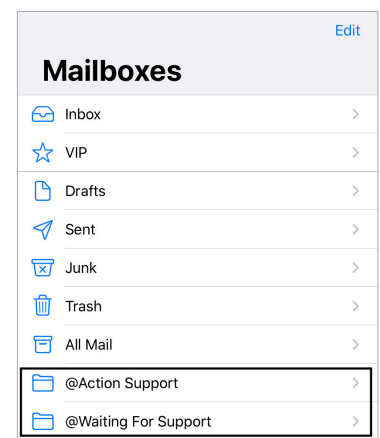 Edit
Mailboxes
Inbox
VIP
Drafts
Sent
Junk
Trash
All Mail
@Action Support
@Waiting For Support